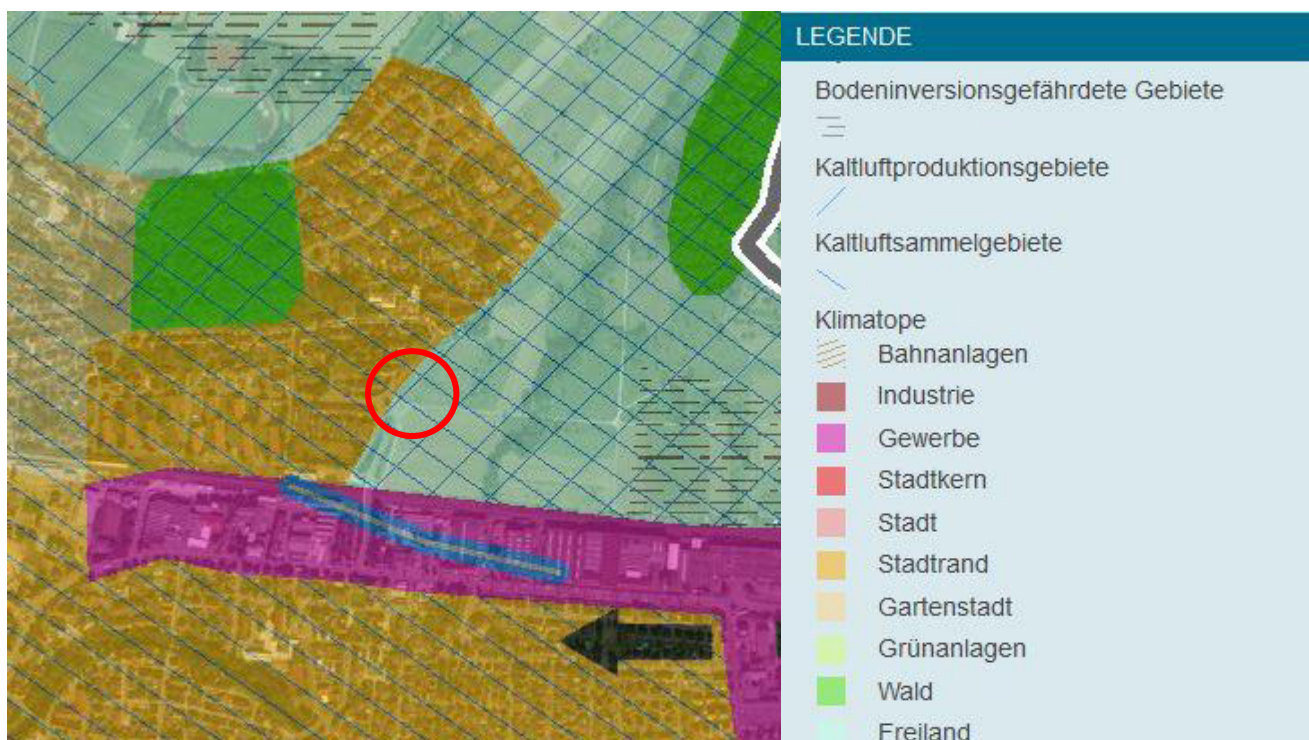 LEGENDE
Bodeninversionsgefährdete Gebiete
Kaltluftproduktionsgebiete
Kaltluftsammelgebiete
Klimatope
Bahnanlagen
Industrie
Gewerbe
Stadtkern
Stadt
Stadtrand
Gartenstadt
Grünanlagen
Wald
Freiland